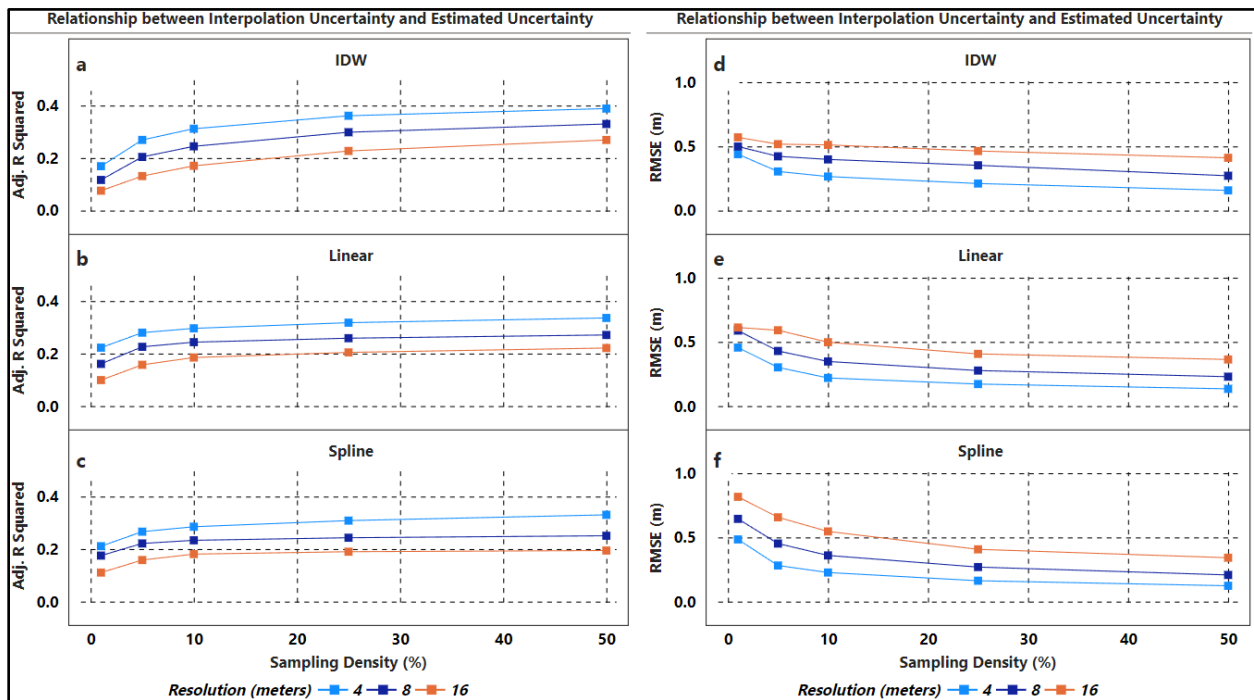 Relationship between Interpolation Uncertainty and Estimated Uncertainty
a
IDW
Adj. R Squared
0.4
0.2
0.0
b
Linear
Adj. R Squared
0.4
0.2
0.0
c
Spline
Adj. R Squared
0.4
0.2
0.0
0 10 20 30 40 50
Sampling Density (%)
Resolution (meters) 4 8 16
Relationship between Interpolation Uncertainty and Estimated Uncertainty
d
IDW
RMSE (m)
1.0
0.5
0.0
e
Linear
RMSE (m)
1.0
0.5
0.0
f
Spline
RMSE (m)
1.0
0.5
0.0
0 10 20 30 40 50
Sampling Density (%)
Resolution (meters) 4 8 16